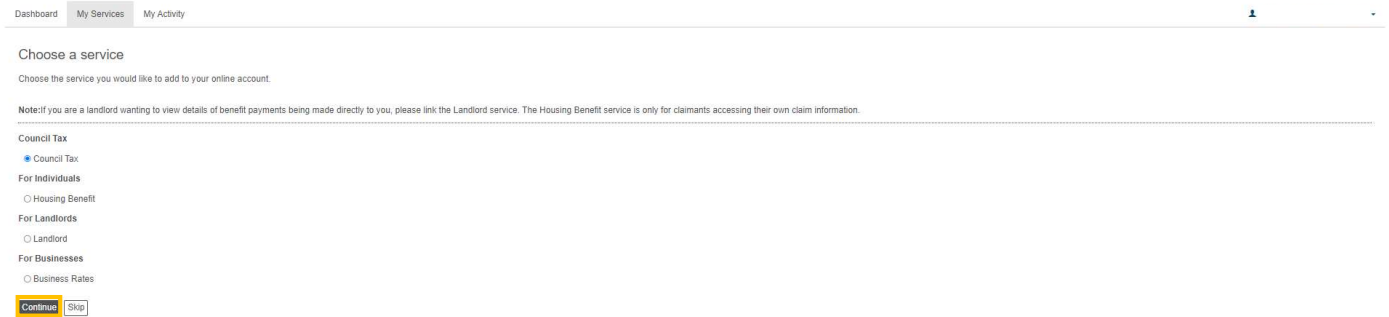 Dashboard My Services My Activity
Choose a service
Choose the service you would like to add to your online account.
Note:If you are a landlord wanting to view details of benefit payments being made directly to you, please link the Landlord service. The Housing Benefit service is only for claimants accessing their own claim information.
Council Tax
Council Tax
For Individuals
Housing Benefit
For Landlords
Landlord
For Businesses
Business Rates
Continue Skip